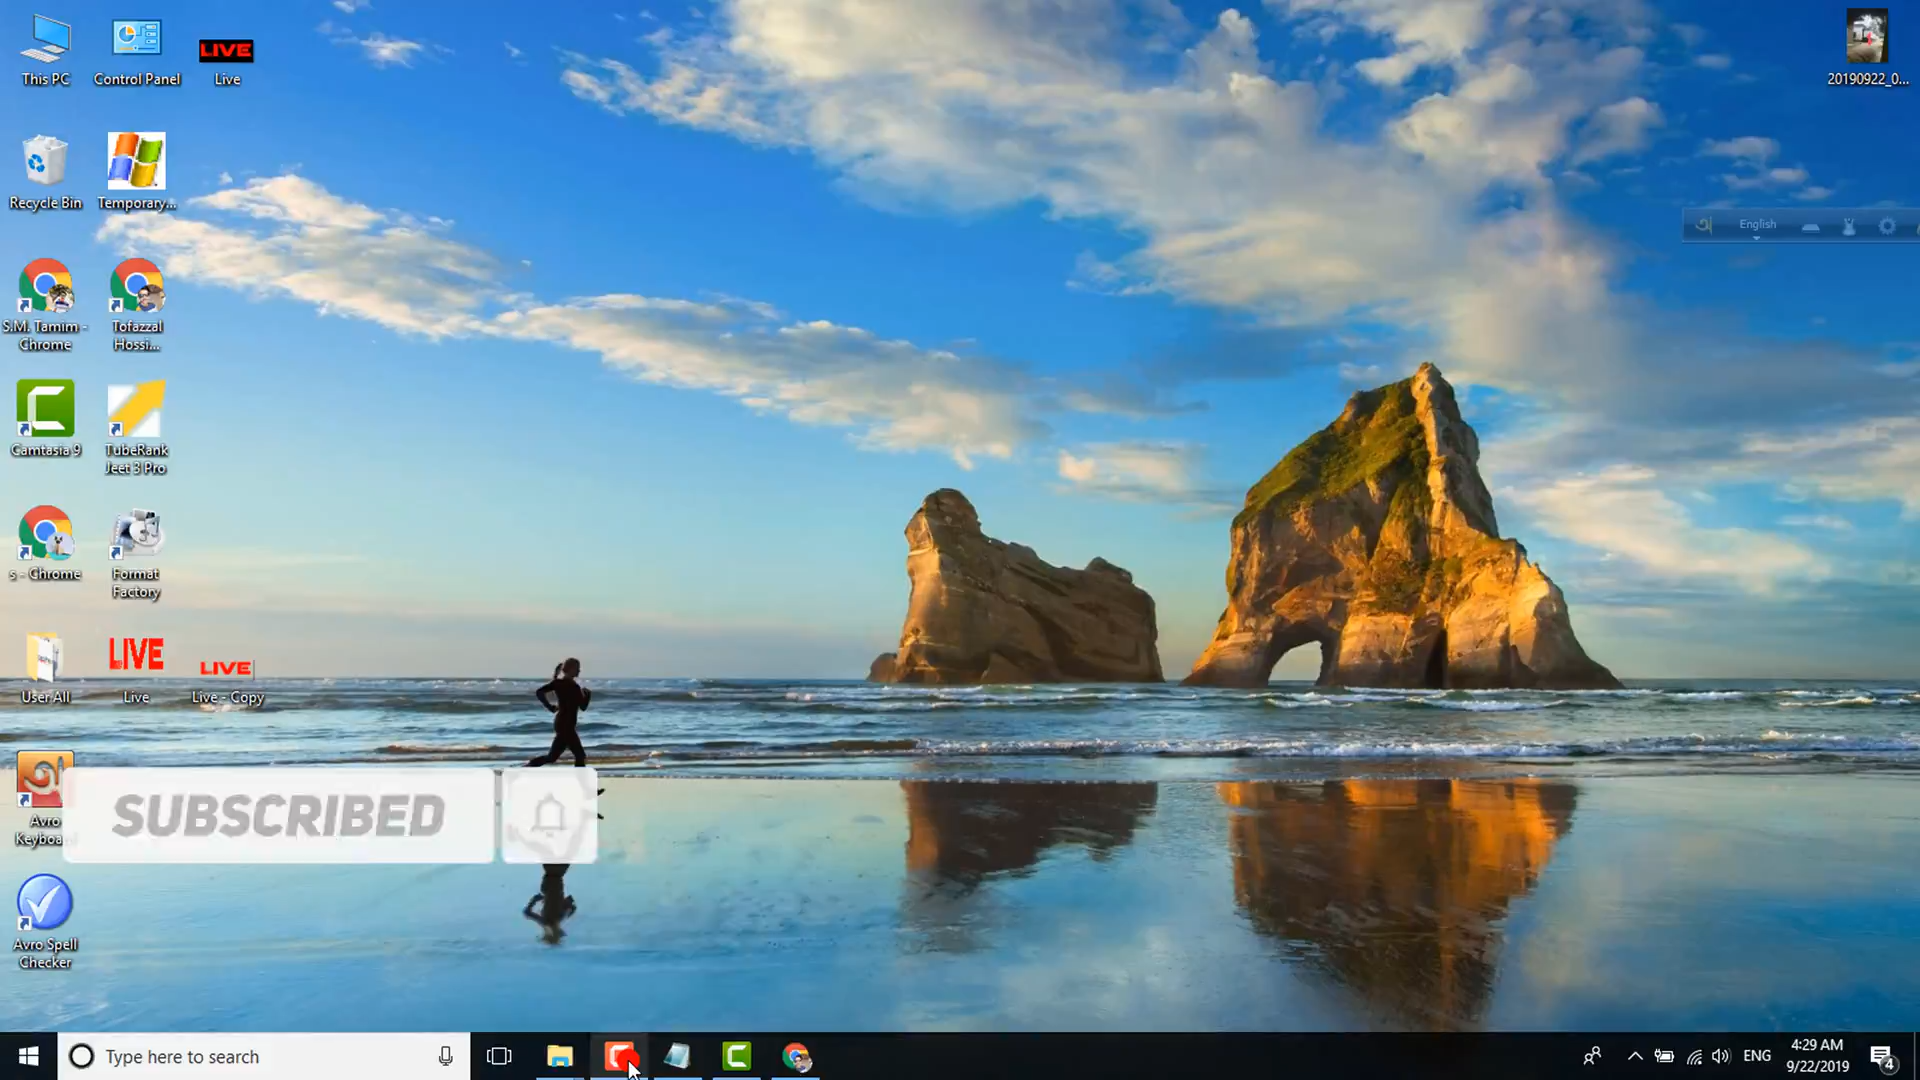 This PC
Control Panel
LIVE
Live
20190922_0...
Recycle Bin
Temporary...
English
S.M. Tamim -
Chrome
Tofazzal
Hossi...
Camtasia 9
TubeRank
Jeet 3 Pro
s - Chrome
Format
Factory
LIVE
LIVE
User All
Live
Live - Copy
SUBSCRIBED
Avro
Avro Spell
Checker
Type here to search
ENG
4:29 AM
9/22/2019
4